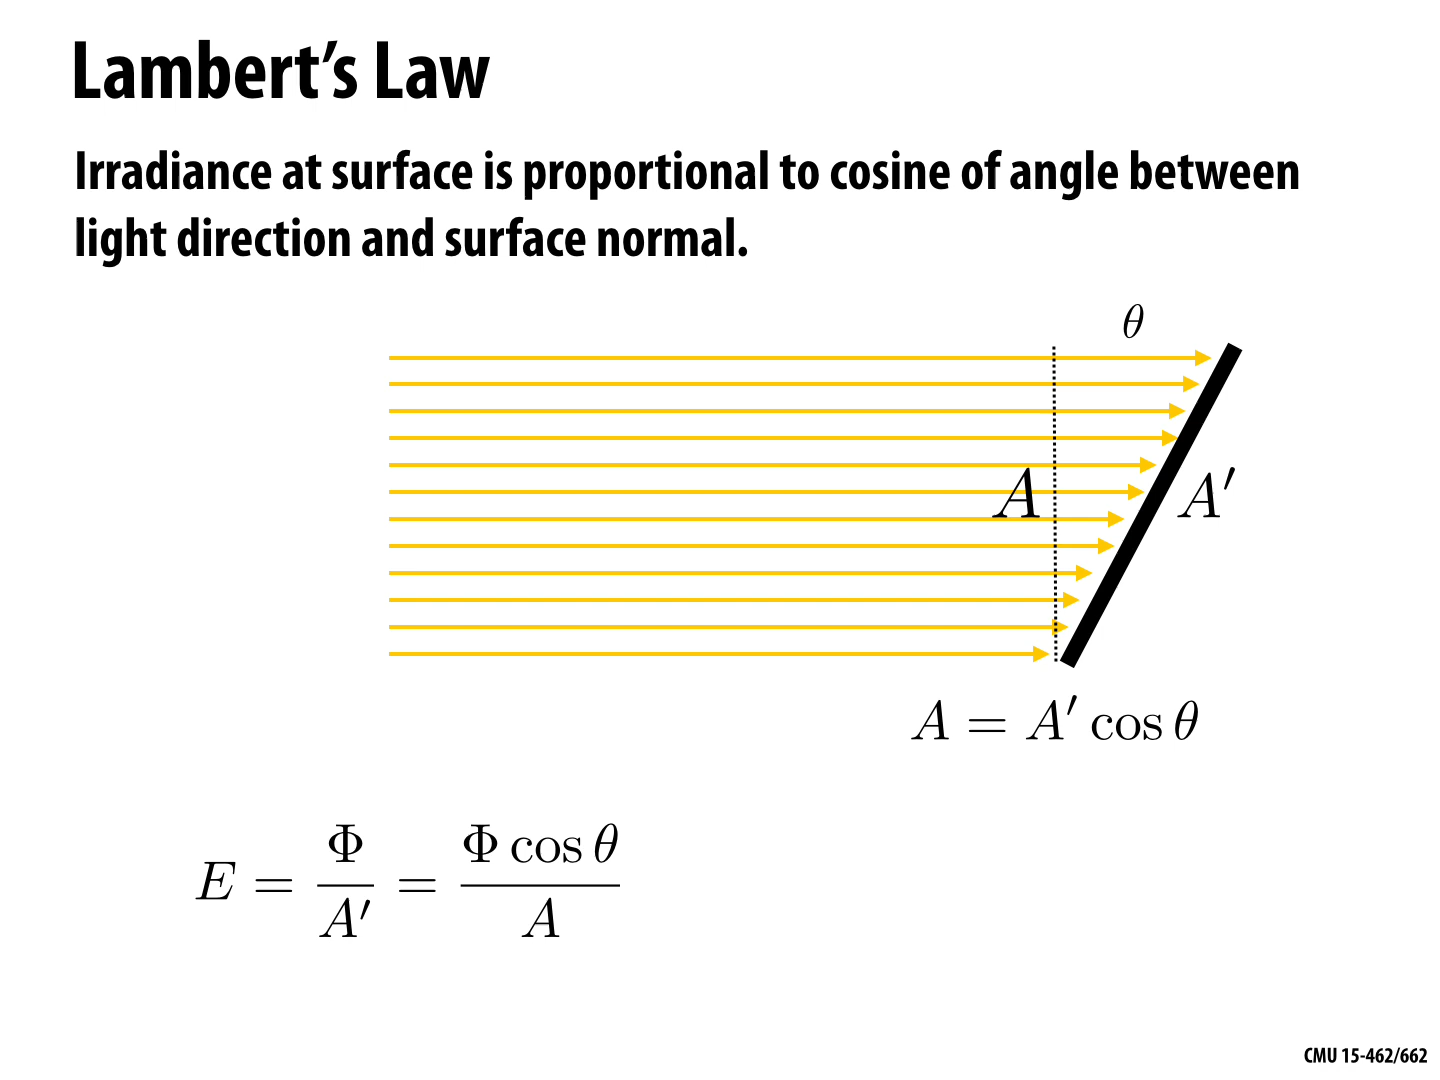 Lambert’s Law
Irradiance at surface is proportional to cosine of angle between
light direction and surface normal.
θ
A
A′
A = A′ cos θ
E = Φ/A′ = Φ cos θ/A
CMU 15-462/662